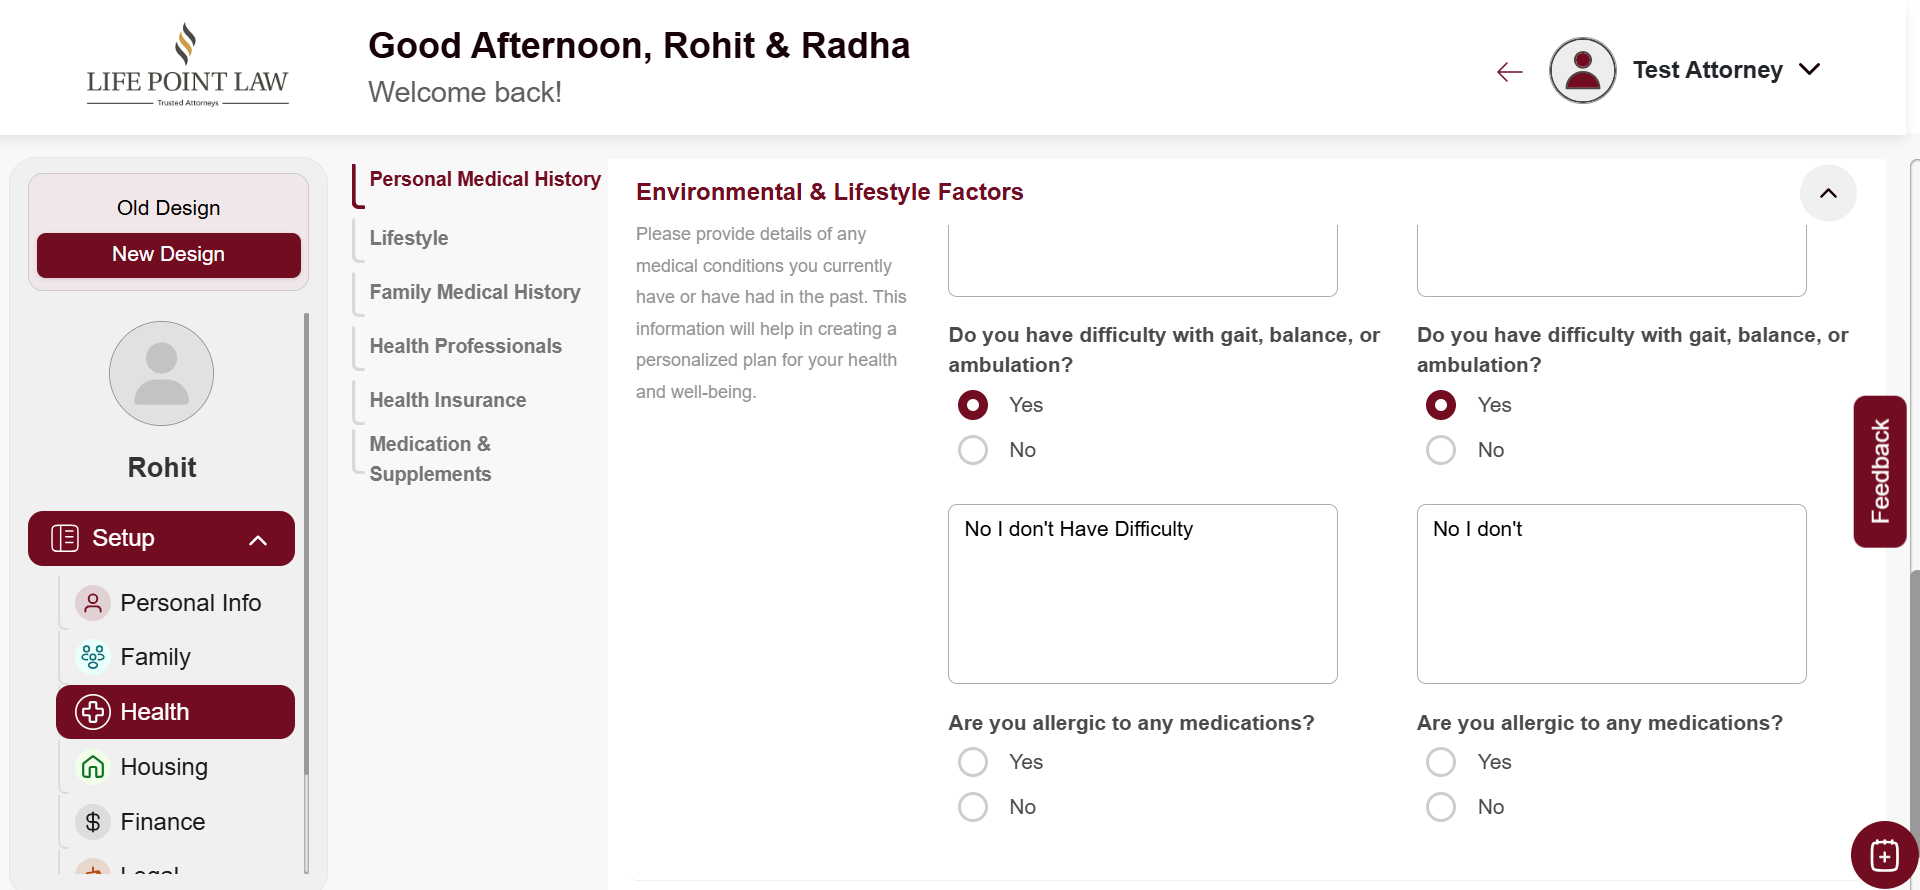 LIFE POINT LAW
Trusted Attorneys
Good Afternoon, Rohit & Radha
Welcome back!
Test Attorney
Old Design
New Design
Rohit
Setup
Personal Info
Family
Health
Housing
Finance
Legal
Personal Medical History
Lifestyle
Family Medical History
Health Professionals
Health Insurance
Medication &
Supplements
Environmental & Lifestyle Factors
Please provide details of any
medical conditions you currently
have or have had in the past. This
information will help in creating a
personalized plan for your health
and well-being.
Do you have difficulty with gait, balance, or
ambulation?
Yes
No
No I don't Have Difficulty
Are you allergic to any medications?
Yes
No
Do you have difficulty with gait, balance, or
ambulation?
Yes
No
No I don't
Are you allergic to any medications?
Yes
No
Feedback